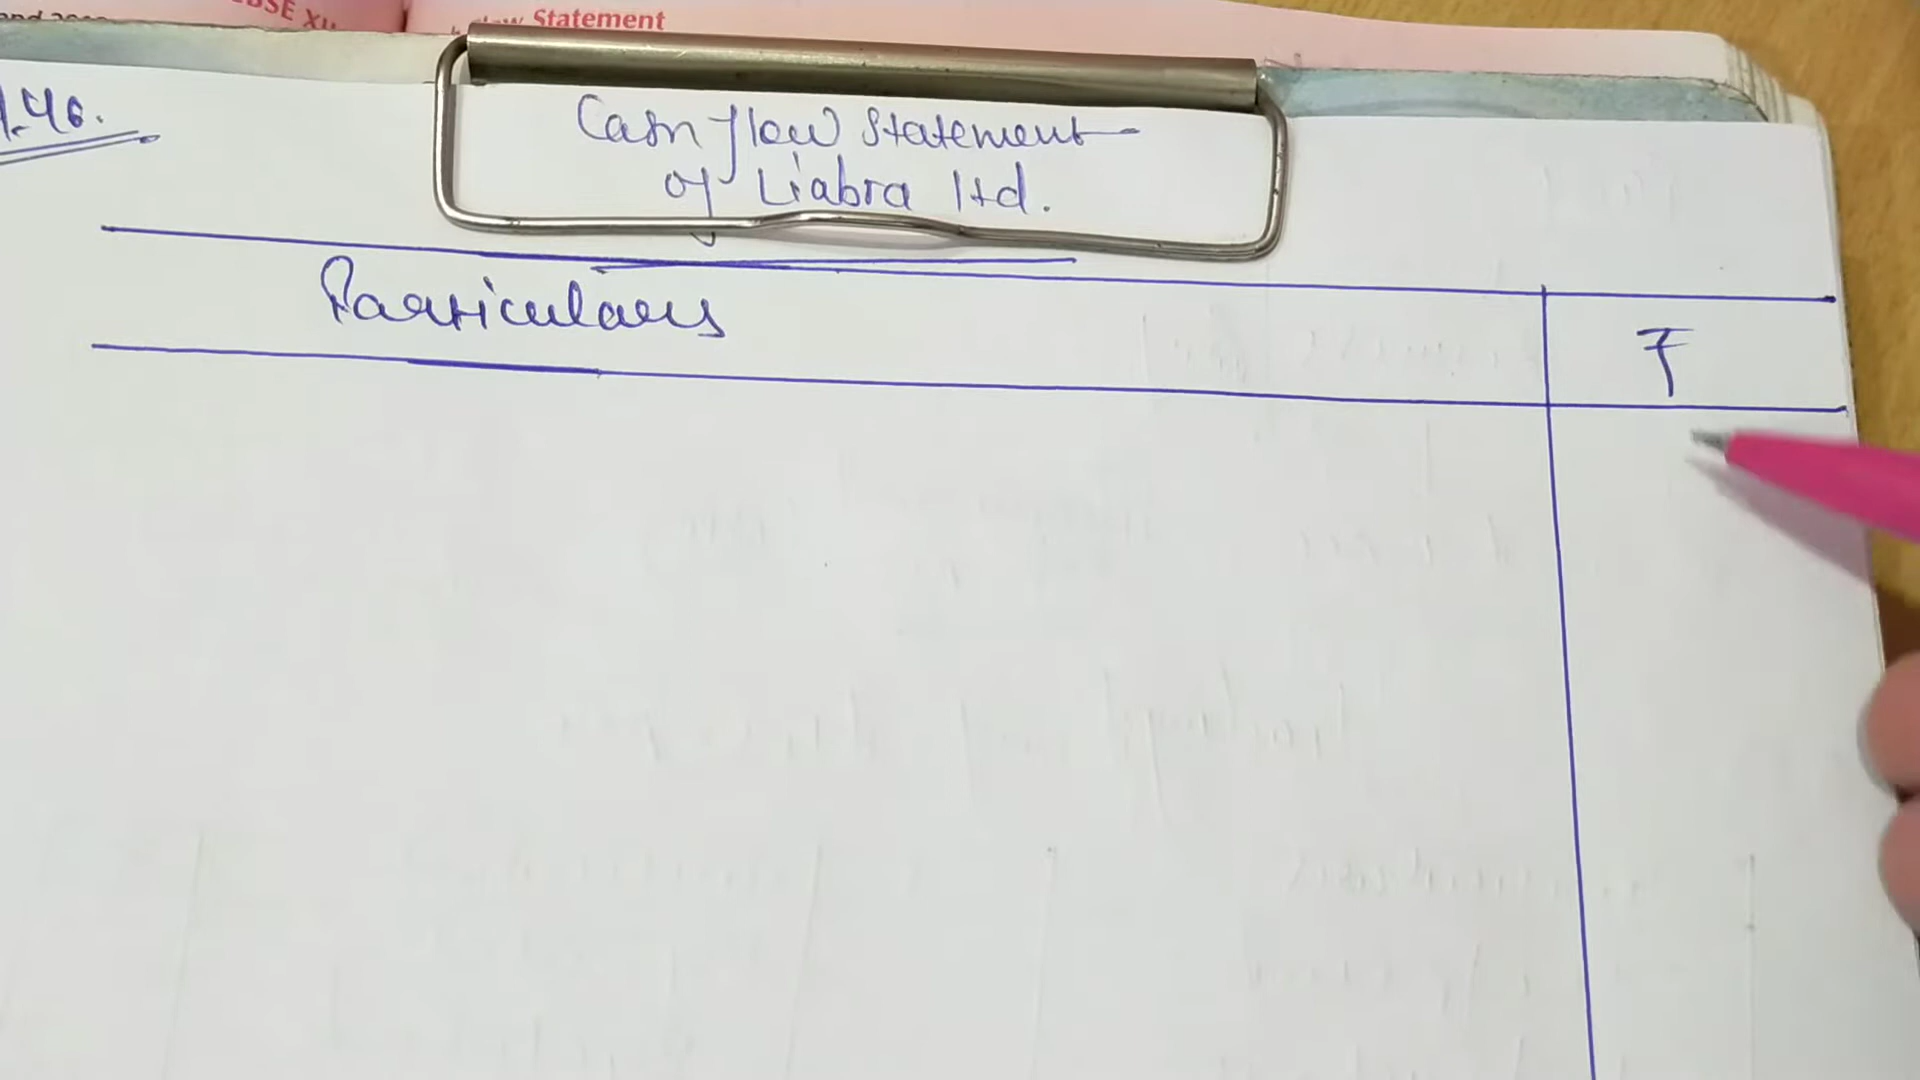 Statement
46.
Cash flow Statement
of Liabra ltd.
Particulars
₹